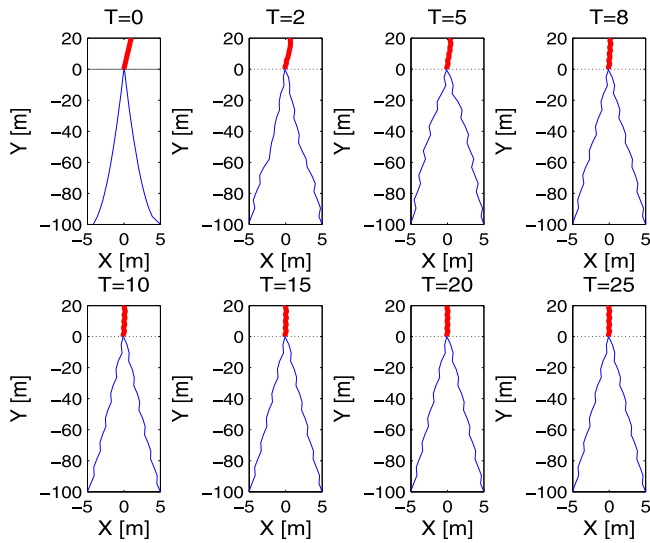 T=0 T=2 T=5 T=8
20 20 20 20
0 0 0 0
−20 −20 −20 −20
Y [m] Y [m] Y [m] Y [m]
−40 −40 −40 −40
−60 −60 −60 −60
−80 −80 −80 −80
−100 −100 −100 −100
−5 0 5 −5 0 5 −5 0 5 −5 0 5
X [m] X [m] X [m] X [m]
T=10 T=15 T=20 T=25
20 20 20 20
0 0 0 0
−20 −20 −20 −20
Y [m] Y [m] Y [m] Y [m]
−40 −40 −40 −40
−60 −60 −60 −60
−80 −80 −80 −80
−100 −100 −100 −100
−5 0 5 −5 0 5 −5 0 5 −5 0 5
X [m] X [m] X [m] X [m]